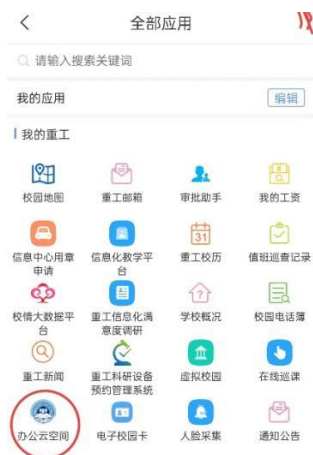 全部应用
请输入搜索关键词
我的应用 编辑
我的重工
校园地图 重工邮箱 审批助手 我的工资
31
信息中心用章 信息化教学平 重工校历 值班巡查记录
申请 台
校情大数据平 重工信息化满 学校概况 校园电话簿
台 意度调研
重工新闻 重工科研设备 虚拟校园 在线巡课
预约管理系统
办公云空间 电子校园卡 人脸采集 通知公告